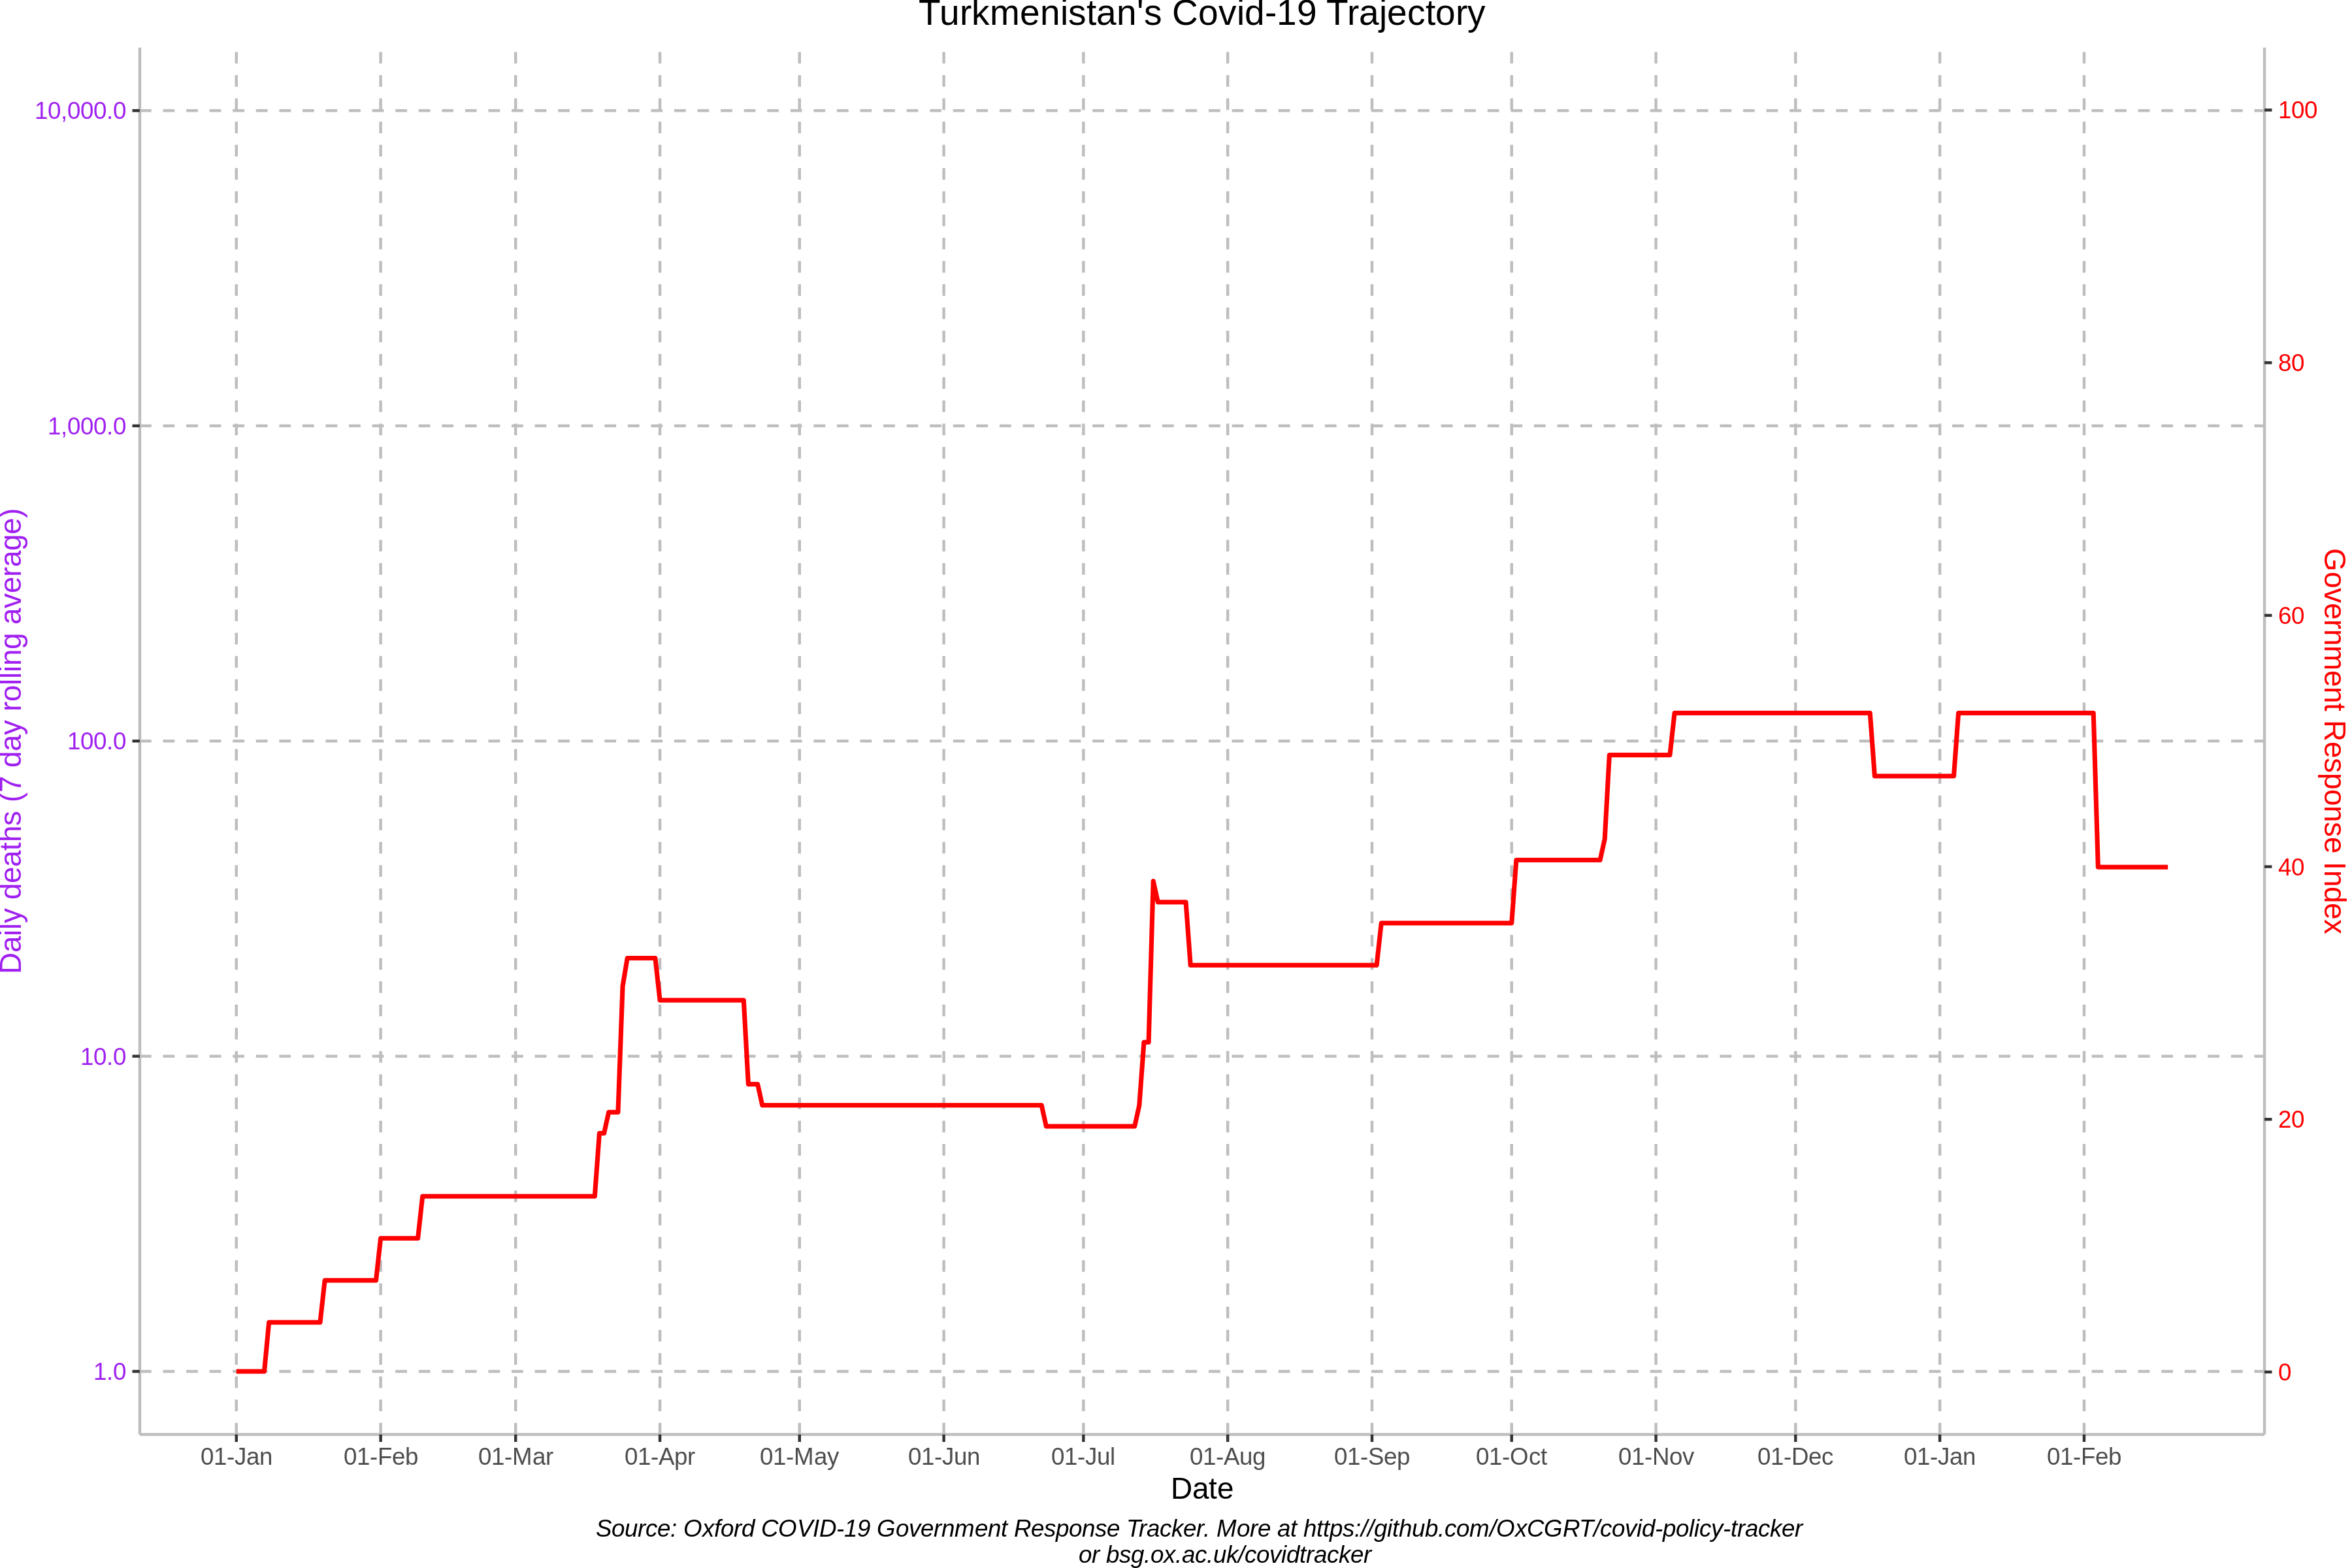 Turkmenistan's Covid-19 Trajectory
10,000.0
1,000.0
100.0
10.0
1.0
Daily deaths (7 day rolling average)
100
80
60
40
20
0
Government Response Index
01-Jan
01-Feb
01-Mar
01-Apr
01-May
01-Jun
01-Jul
01-Aug
01-Sep
01-Oct
01-Nov
01-Dec
01-Jan
01-Feb
Date
Source: Oxford COVID-19 Government Response Tracker. More at https://github.com/OxCGRT/covid-policy-tracker
or bsg.ox.ac.uk/covidtracker